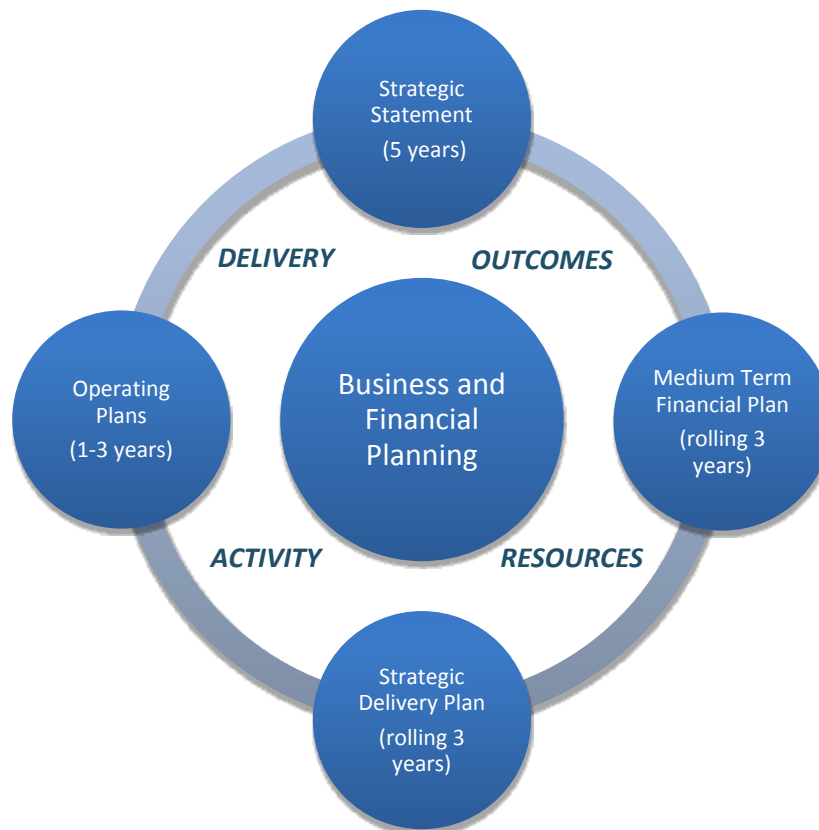 Strategic
Statement
(5 years)
DELIVERY
OUTCOMES
Operating
Plans
(1-3 years)
Business and
Financial
Planning
Medium Term
Financial Plan
(rolling 3
years)
ACTIVITY
RESOURCES
Strategic
Delivery Plan
(rolling 3
years)